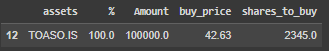 assets % Amount buy_price shares_to_buy
12 TOASO.IS 100.0 100000.0 42.63 2345.0